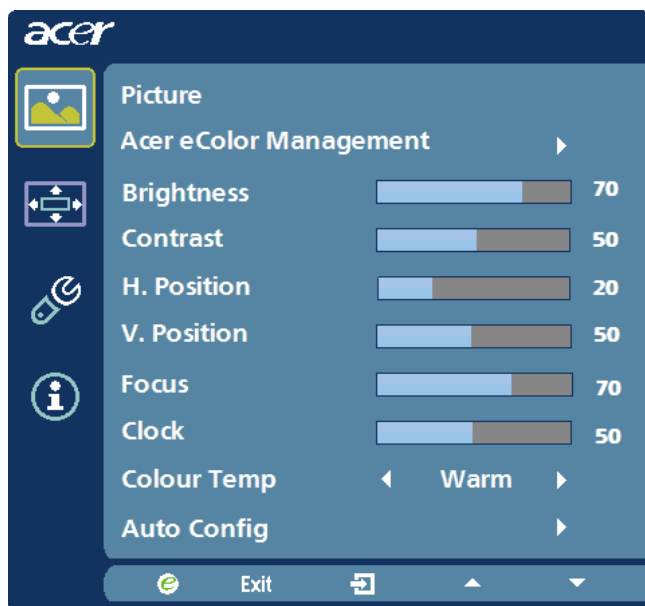 acer
Picture
Acer eColor Management
Brightness 70
Contrast 50
H. Position 20
V. Position 50
Focus 70
Clock 50
Colour Temp Warm
Auto Config
e Exit